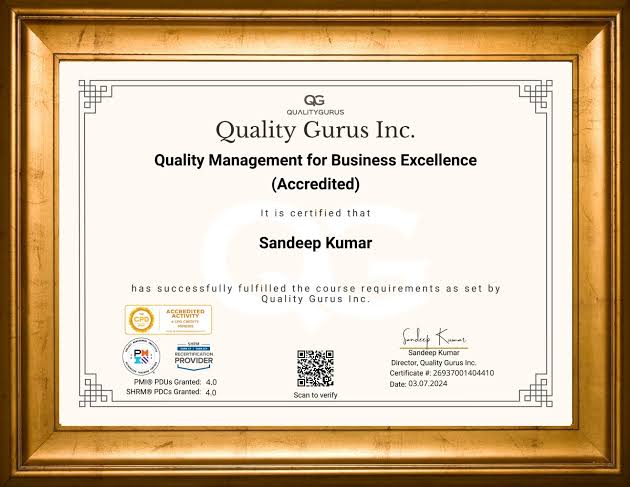 QG
QUALITYGURUS
Quality Gurus Inc.
Quality Management for Business Excellence
(Accredited)
It is certified that
Sandeep Kumar
has successfully fulfilled the course requirements as set by
Quality Gurus Inc.
CPD
ACCREDITED
ACTIVITY
SHRM
RECERTIFICATION
PROVIDER
PMI® PDUs Granted: 4.0
SHRM® PDCs Granted: 4.0
Scan to verify
Sandeep Kumar
Sandeep Kumar
Director, Quality Gurus Inc.
Certificate #: 26937001404410
Date: 03.07.2024